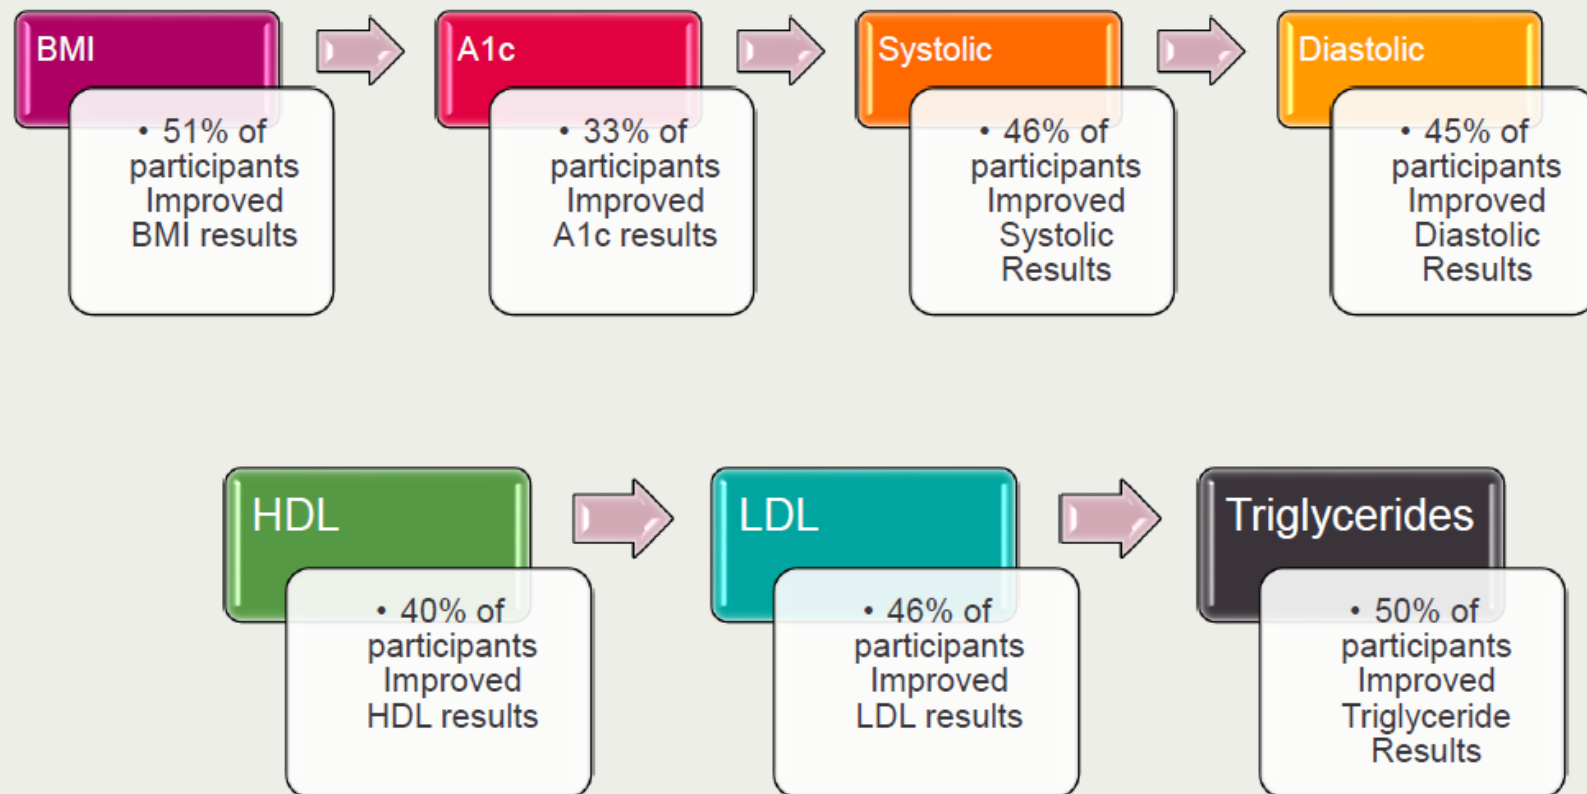 BMI
• 51% of
participants
Improved
BMI results
A1c
• 33% of
participants
Improved
A1c results
Systolic
• 46% of
participants
Improved
Systolic
Results
Diastolic
• 45% of
participants
Improved
Diastolic
Results
HDL
• 40% of
participants
Improved
HDL results
LDL
• 46% of
participants
Improved
LDL results
Triglycerides
• 50% of
participants
Improved
Triglyceride
Results